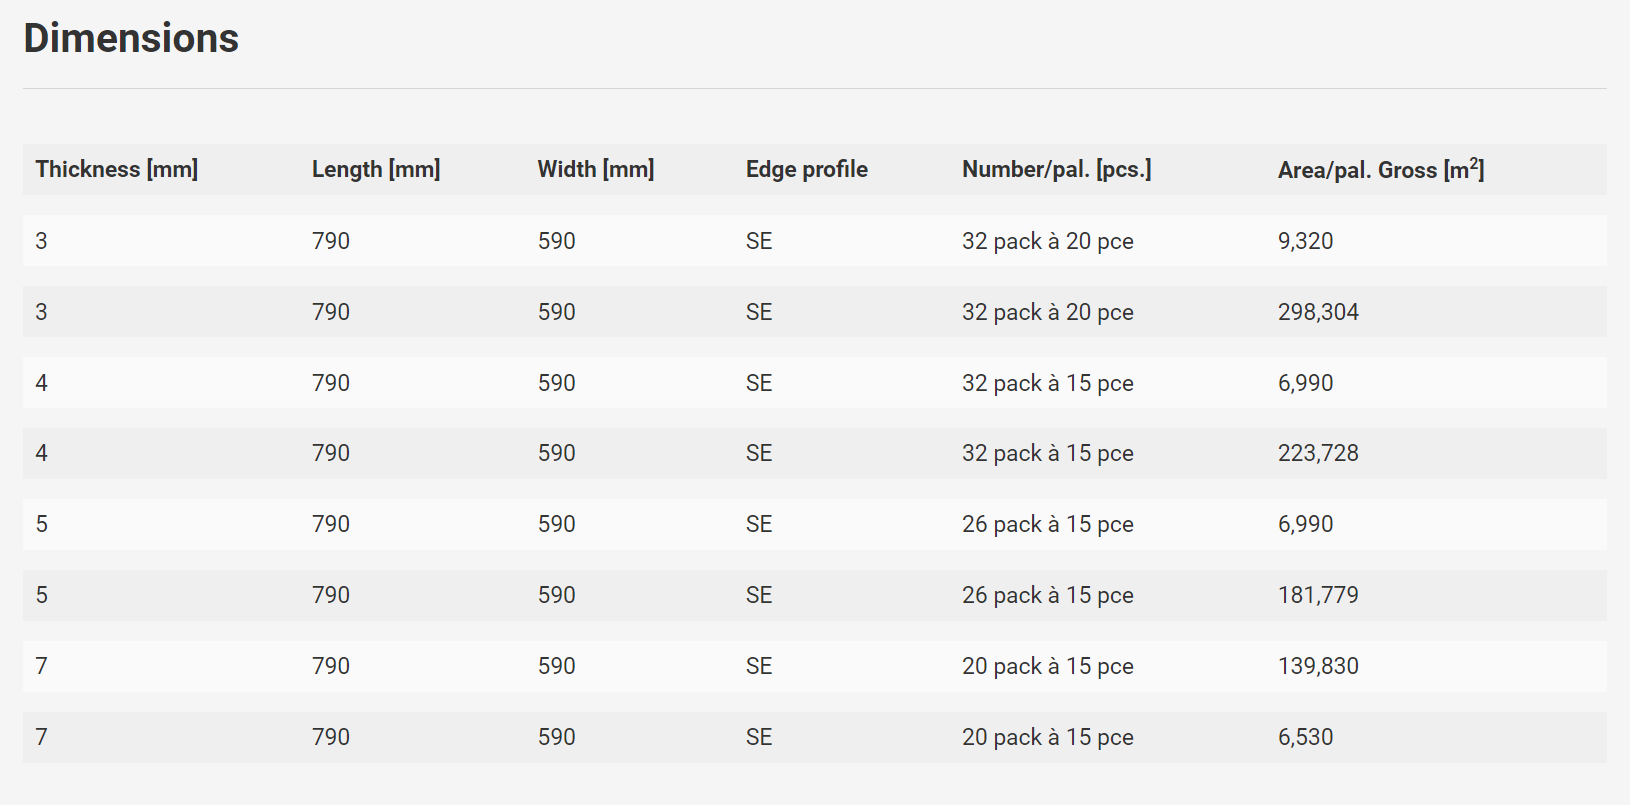 Dimensions
Thickness [mm] Length [mm] Width [mm] Edge profile Number/pal. [pcs.] Area/pal. Gross [m²]
3 790 590 SE 32 pack à 20 pce 9,320
3 790 590 SE 32 pack à 20 pce 298,304
4 790 590 SE 32 pack à 15 pce 6,990
4 790 590 SE 32 pack à 15 pce 223,728
5 790 590 SE 26 pack à 15 pce 6,990
5 790 590 SE 26 pack à 15 pce 181,779
7 790 590 SE 20 pack à 15 pce 139,830
7 790 590 SE 20 pack à 15 pce 6,530